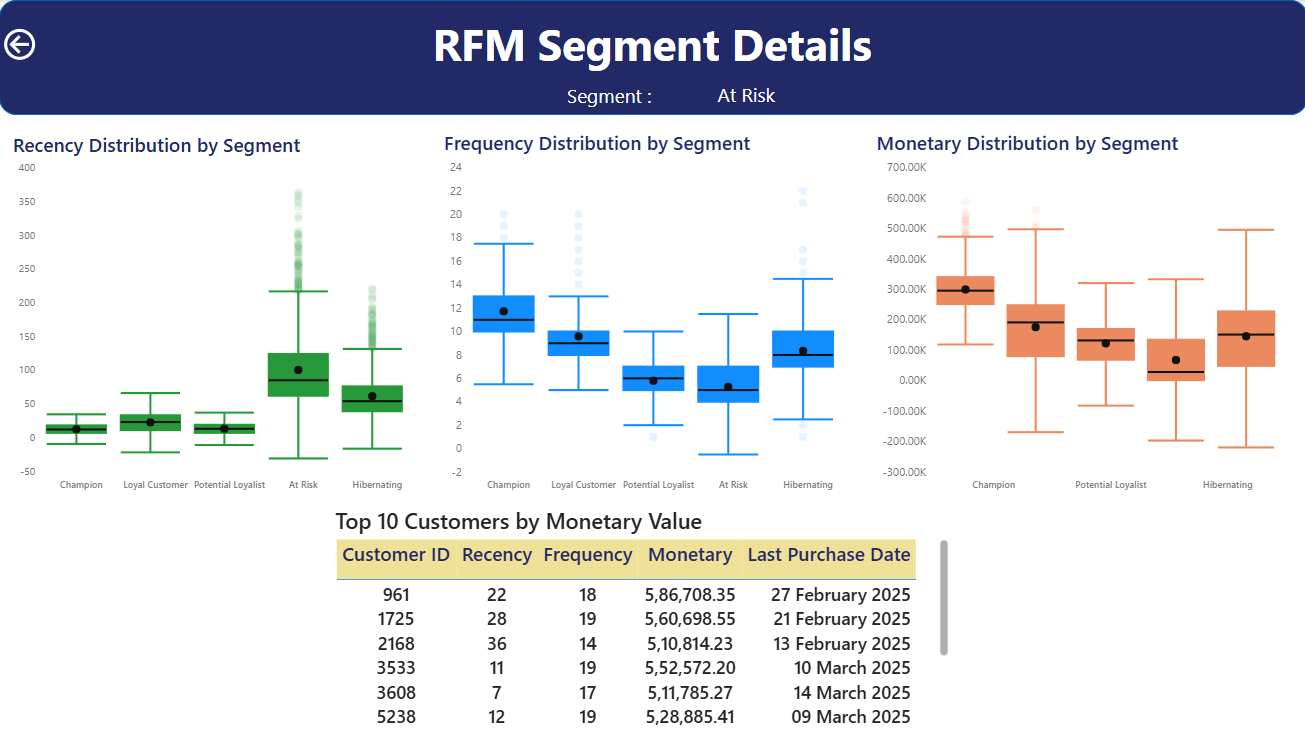 RFM Segment Details
Segment : At Risk
Recency Distribution by Segment
400
350
300
250
200
150
100
50
0
-50
Champion Loyal Customer Potential Loyalist At Risk Hibernating
Frequency Distribution by Segment
24
22
20
18
16
14
12
10
8
6
4
2
0
-2
Champion Loyal Customer Potential Loyalist At Risk Hibernating
Monetary Distribution by Segment
700.00K
600.00K
500.00K
400.00K
300.00K
200.00K
100.00K
0.00K
-100.00K
-200.00K
-300.00K
Champion Potential Loyalist Hibernating
Top 10 Customers by Monetary Value
Customer ID Recency Frequency Monetary Last Purchase Date
961 22 18 5,86,708.35 27 February 2025
1725 28 19 5,60,698.55 21 February 2025
2168 36 14 5,10,814.23 13 February 2025
3533 11 19 5,52,572.20 10 March 2025
3608 7 17 5,11,785.27 14 March 2025
5238 12 19 5,28,885.41 09 March 2025